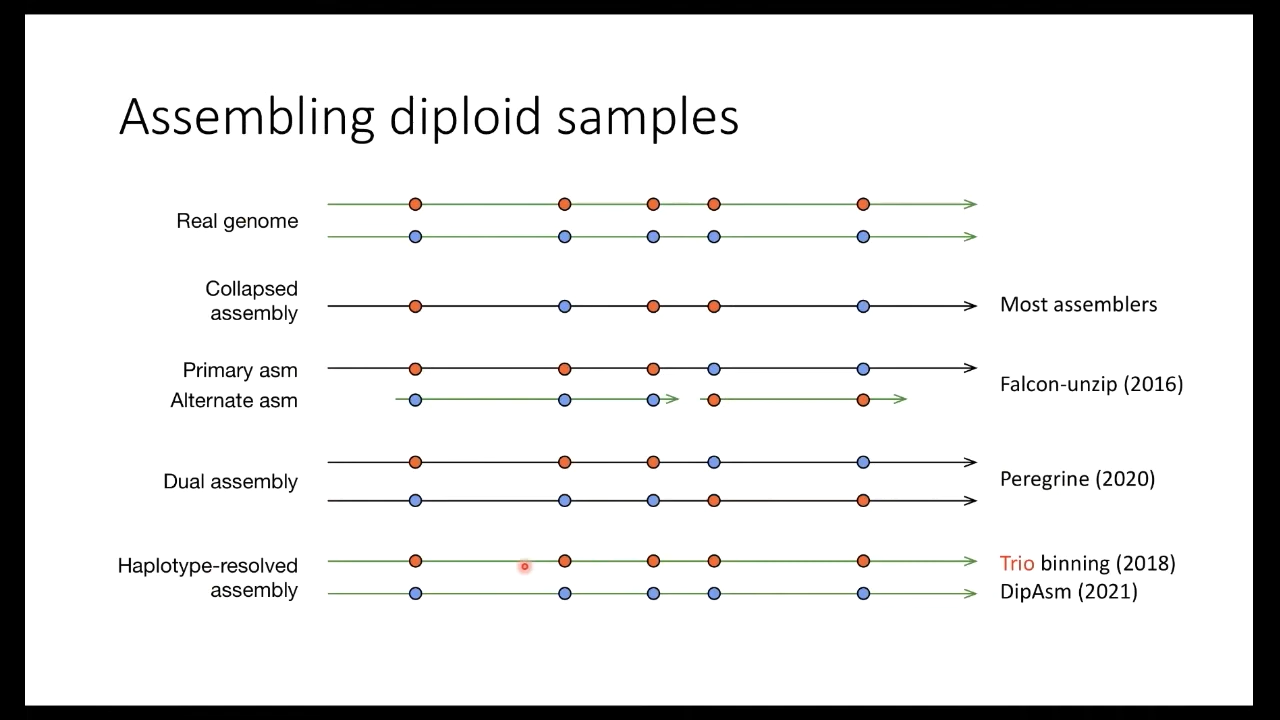 Assembling diploid samples
Real genome
Collapsed
assembly
Most assemblers
Primary asm
Alternate asm
Falcon-unzip (2016)
Dual assembly
Peregrine (2020)
Haplotype-resolved
assembly
Trio binning (2018)
DipAsm (2021)